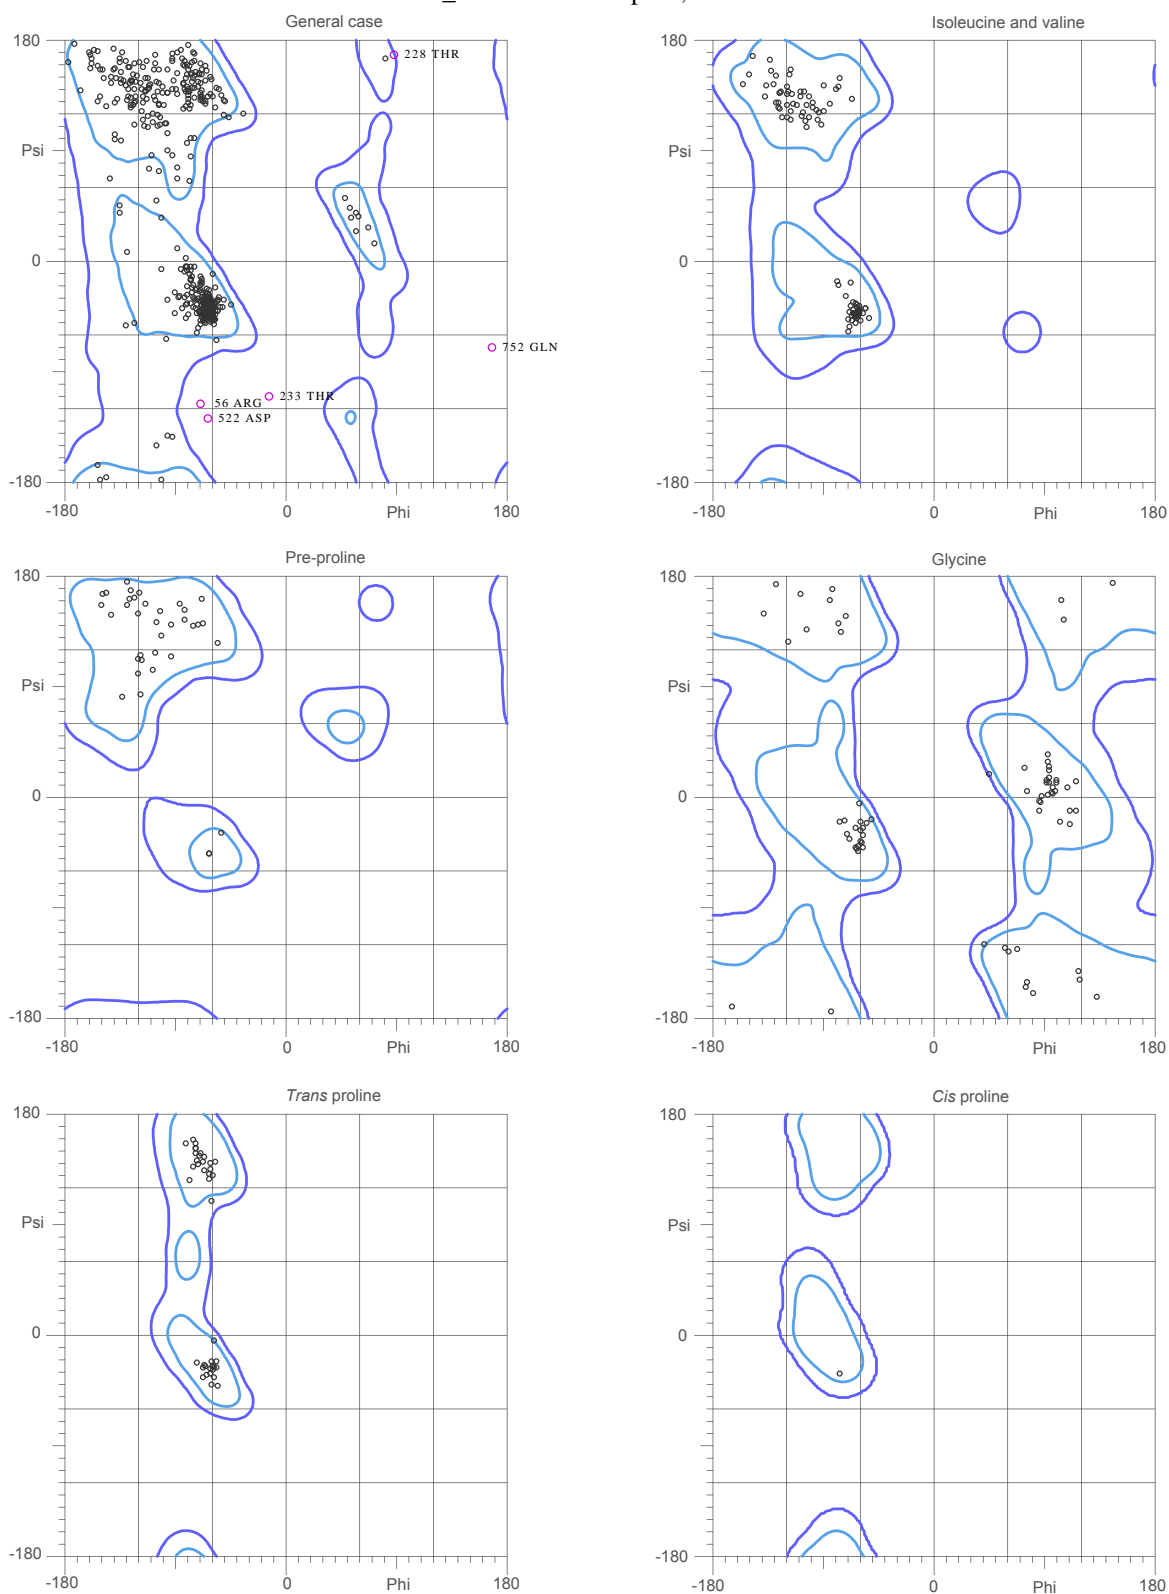 General case
Isoleucine and valine
180
228 THR
180
Psi
Psi
0
0
752 GLN
233 THR
56 ARG
522 ASP
-180
-180
-180
0
Phi
180
-180
0
Phi
180
Pre-proline
Glycine
180
180
Psi
Psi
0
0
-180
-180
-180
0
Phi
180
-180
0
Phi
180
Trans proline
Cis proline
180
180
Psi
Psi
0
0
-180
-180
-180
0
Phi
180
-180
0
Phi
180